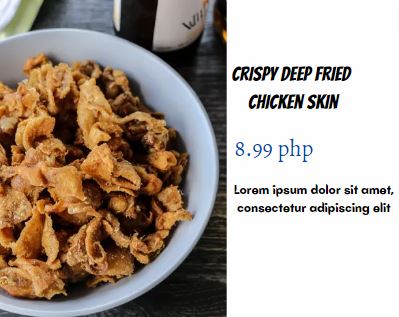 CRISPY DEEP FRIED
CHICKEN SKIN
8.99 php
Lorem ipsum dolor sit amet,
consectetur adipiscing elit